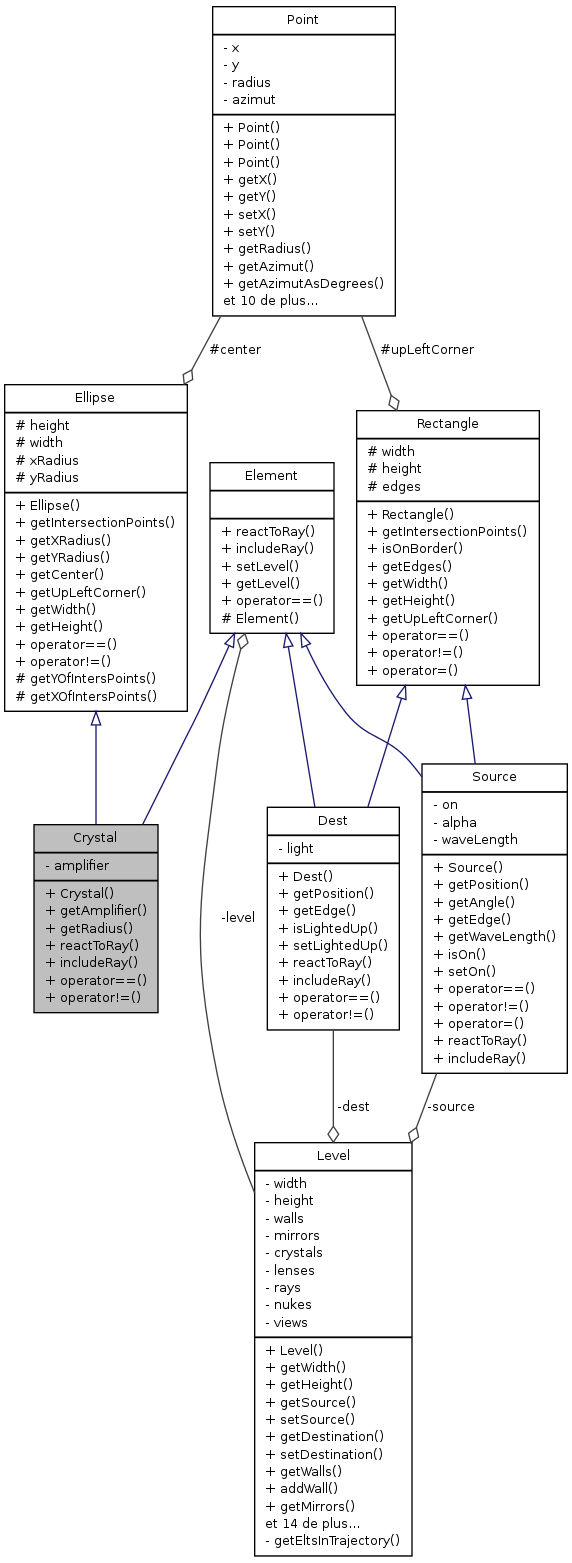 Point
- x
- y
- radius
- azimut
+ Point()
+ Point()
+ Point()
+ getX()
+ getY()
+ setX()
+ setY()
+ getRadius()
+ getAzimut()
+ getAzimutAsDegrees()
et 10 de plus...
#center
#upLeftCorner
Ellipse
# height
# width
# xRadius
# yRadius
+ Ellipse()
+ getIntersectionPoints()
+ getXRadius()
+ getYRadius()
+ getCenter()
+ getUpLeftCorner()
+ getWidth()
+ getHeight()
+ operator==()
+ operator!=()
# getYOfIntersPoints()
# getXOfIntersPoints()
Element
+ reactToRay()
+ includeRay()
+ setLevel()
+ getLevel()
+ operator==()
# Element()
Rectangle
# width
# height
# edges
+ Rectangle()
+ getIntersectionPoints()
+ isOnBorder()
+ getEdges()
+ getWidth()
+ getHeight()
+ getUpLeftCorner()
+ operator==()
+ operator!=()
+ operator=()
Crystal
- amplifier
+ Crystal()
+ getAmplifier()
+ getRadius()
+ reactToRay()
+ includeRay()
+ operator==()
+ operator!=()
-level
Dest
- light
+ Dest()
+ getPosition()
+ getEdge()
+ isLightedUp()
+ setLightedUp()
+ reactToRay()
+ includeRay()
+ operator==()
+ operator!=()
Source
- on
- alpha
- waveLength
+ Source()
+ getPosition()
+ getAngle()
+ getEdge()
+ getWaveLength()
+ isOn()
+ setOn()
+ operator==()
+ operator!=()
+ operator=()
+ reactToRay()
+ includeRay()
-dest
-source
Level
- width
- height
- walls
- mirrors
- crystals
- lenses
- rays
- nukes
- views
+ Level()
+ getWidth()
+ getHeight()
+ getSource()
+ setSource()
+ getDestination()
+ setDestination()
+ getWalls()
+ addWall()
+ getMirrors()
et 14 de plus...
- getEltsInTrajectory()